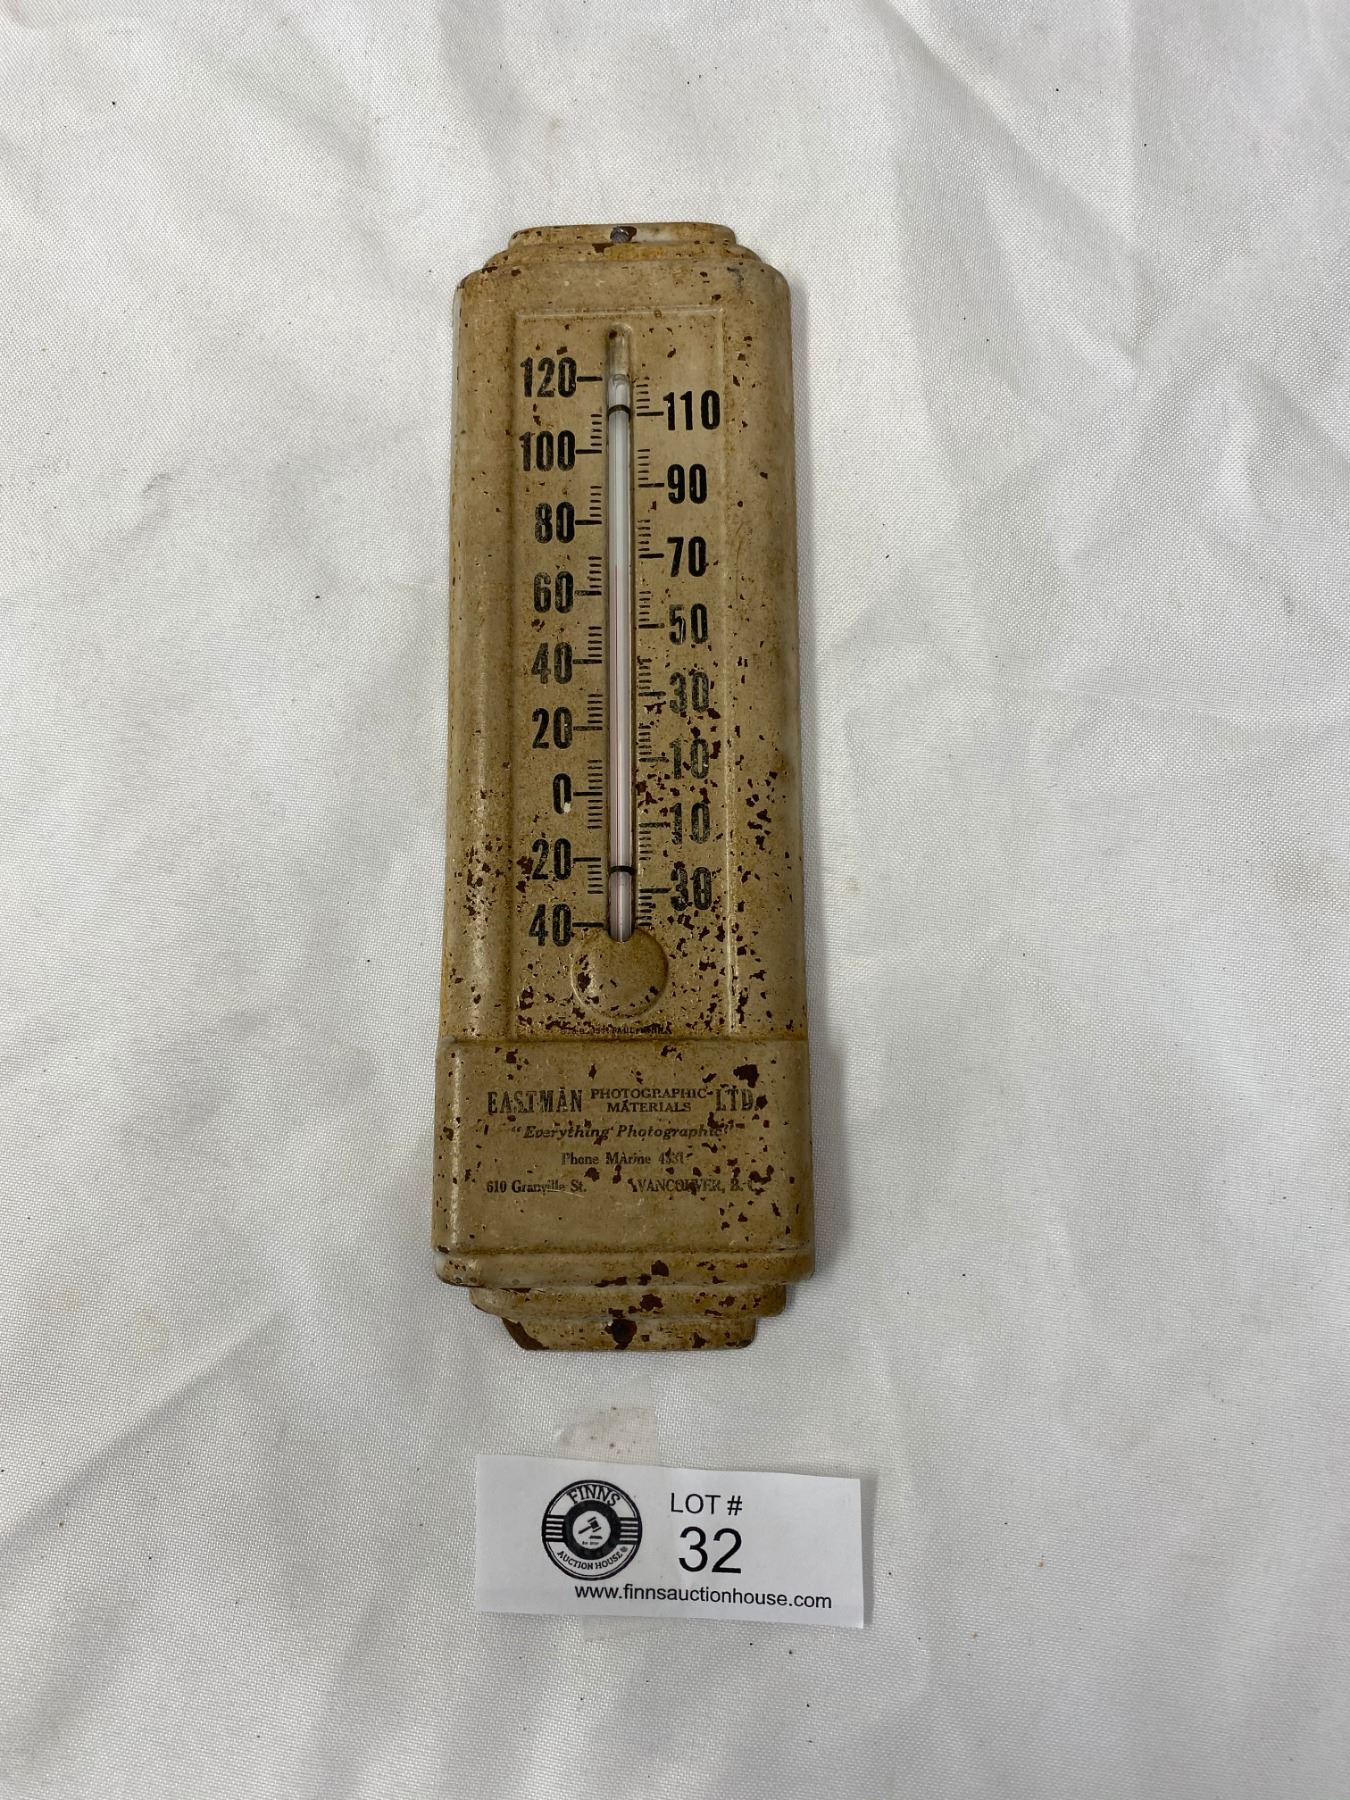 120
110
100
90
80
70
60
50
40
30
20
10
0
10
20
30
40
EASTMAN PHOTOGRAPHIC MATERIALS LTD.
"Everything Photographic"
Phone Marine
610 Granville St. VANCOUVER, B.C.
FINNS
AUCTION HOUSE
LOT #
32
www.finnsauctionhouse.com